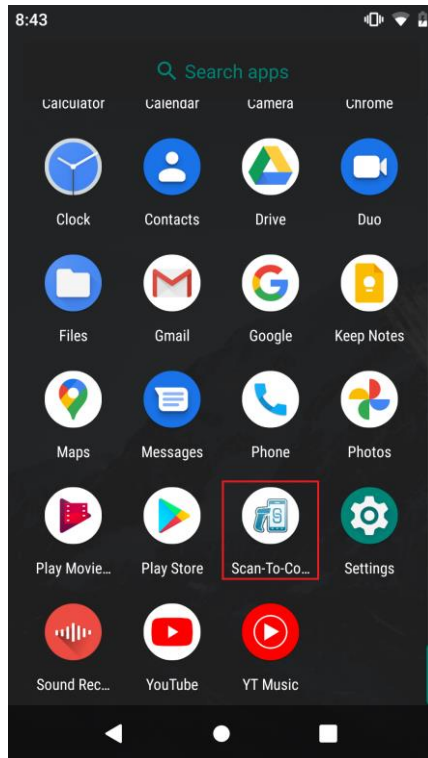 8:43
Search apps
Calculator Calendar Camera Chrome
Clock Contacts Drive Duo
Files Gmail Google Keep Notes
Maps Messages Phone Photos
Play Movie… Play Store Scan-To-Co… Settings
Sound Rec… YouTube YT Music